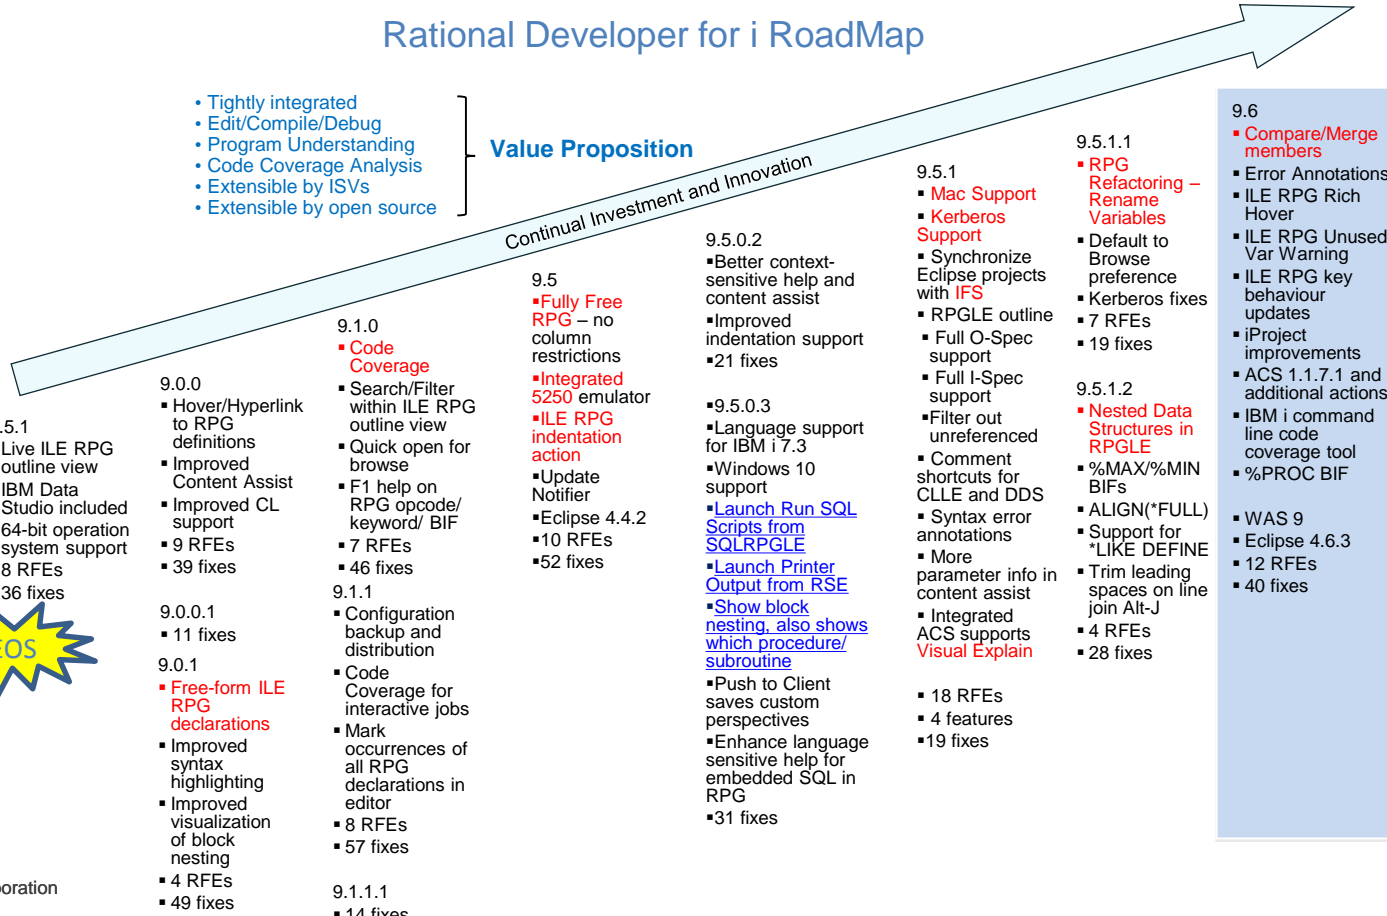 Rational Developer for i RoadMap
• Tightly integrated
• Edit/Compile/Debug
• Program Understanding
• Code Coverage Analysis
• Extensible by ISVs
• Extensible by open source
Value Proposition
Continual Investment and Innovation
.5.1
Live ILE RPG
outline view
IBM Data
Studio included
64-bit operation
system support
8 RFEs
36 fixes
EOS
9.0.0
▪ Hover/Hyperlink
to RPG
definitions
▪ Improved
Content Assist
▪ Improved CL
support
▪ 9 RFEs
▪ 39 fixes
9.0.0.1
▪ 11 fixes
9.0.1
▪ Free-form ILE
RPG
declarations
▪ Improved
syntax
highlighting
▪ Improved
visualization
of block
nesting
▪ 4 RFEs
▪ 49 fixes
9.1.0
▪ Code
Coverage
▪ Search/Filter
within ILE RPG
outline view
▪ Quick open for
browse
▪ F1 help on
RPG opcode/
keyword/ BIF
▪ 7 RFEs
▪ 46 fixes
9.1.1
▪ Configuration
backup and
distribution
▪ Code
Coverage for
interactive jobs
▪ Mark
occurrences of
all RPG
declarations in
editor
▪ 8 RFEs
▪ 57 fixes
9.1.1.1
▪ 14 fixes
9.5
▪Fully Free
RPG – no
column
restrictions
▪Integrated
5250 emulator
▪ILE RPG
indentation
action
▪Update
Notifier
▪Eclipse 4.4.2
▪10 RFEs
▪52 fixes
9.5.0.2
▪Better context-
sensitive help and
content assist
▪Improved
indentation support
▪21 fixes
▪9.5.0.3
▪Language support
for IBM i 7.3
▪Windows 10
support
▪Launch Run SQL
Scripts from
SQLRPGLE
▪Launch Printer
Output from RSE
▪Show block
nesting, also shows
which procedure/
subroutine
▪Push to Client
saves custom
perspectives
▪Enhance language
sensitive help for
embedded SQL in
RPG
▪31 fixes
9.5.1
▪ Mac Support
▪ Kerberos
Support
▪ Synchronize
Eclipse projects
with IFS
▪ RPGLE outline
▪ Full O-Spec
support
▪ Full I-Spec
support
▪Filter out
unreferenced
▪ Comment
shortcuts for
CLLE and DDS
▪ Syntax error
annotations
▪ More
parameter info in
content assist
▪ Integrated
ACS supports
Visual Explain
▪ 18 RFEs
▪ 4 features
▪19 fixes
9.5.1.1
▪ RPG
Refactoring –
Rename
Variables
▪ Default to
Browse
preference
▪ Kerberos fixes
▪ 7 RFEs
▪ 19 fixes
9.5.1.2
▪ Nested Data
Structures in
RPGLE
▪ %MAX/%MIN
BIFs
▪ ALIGN(*FULL)
▪ Support for
*LIKE DEFINE
▪ Trim leading
spaces on line
join Alt-J
▪ 4 RFEs
▪ 28 fixes
9.6
▪ Compare/Merge
members
▪ Error Annotations
▪ ILE RPG Rich
Hover
▪ ILE RPG Unused
Var Warning
▪ ILE RPG key
behaviour
updates
▪ iProject
improvements
▪ ACS 1.1.7.1 and
additional actions
▪ IBM i command
line code
coverage tool
▪ %PROC BIF
▪ WAS 9
▪ Eclipse 4.6.3
▪ 12 RFEs
▪ 40 fixes
oration